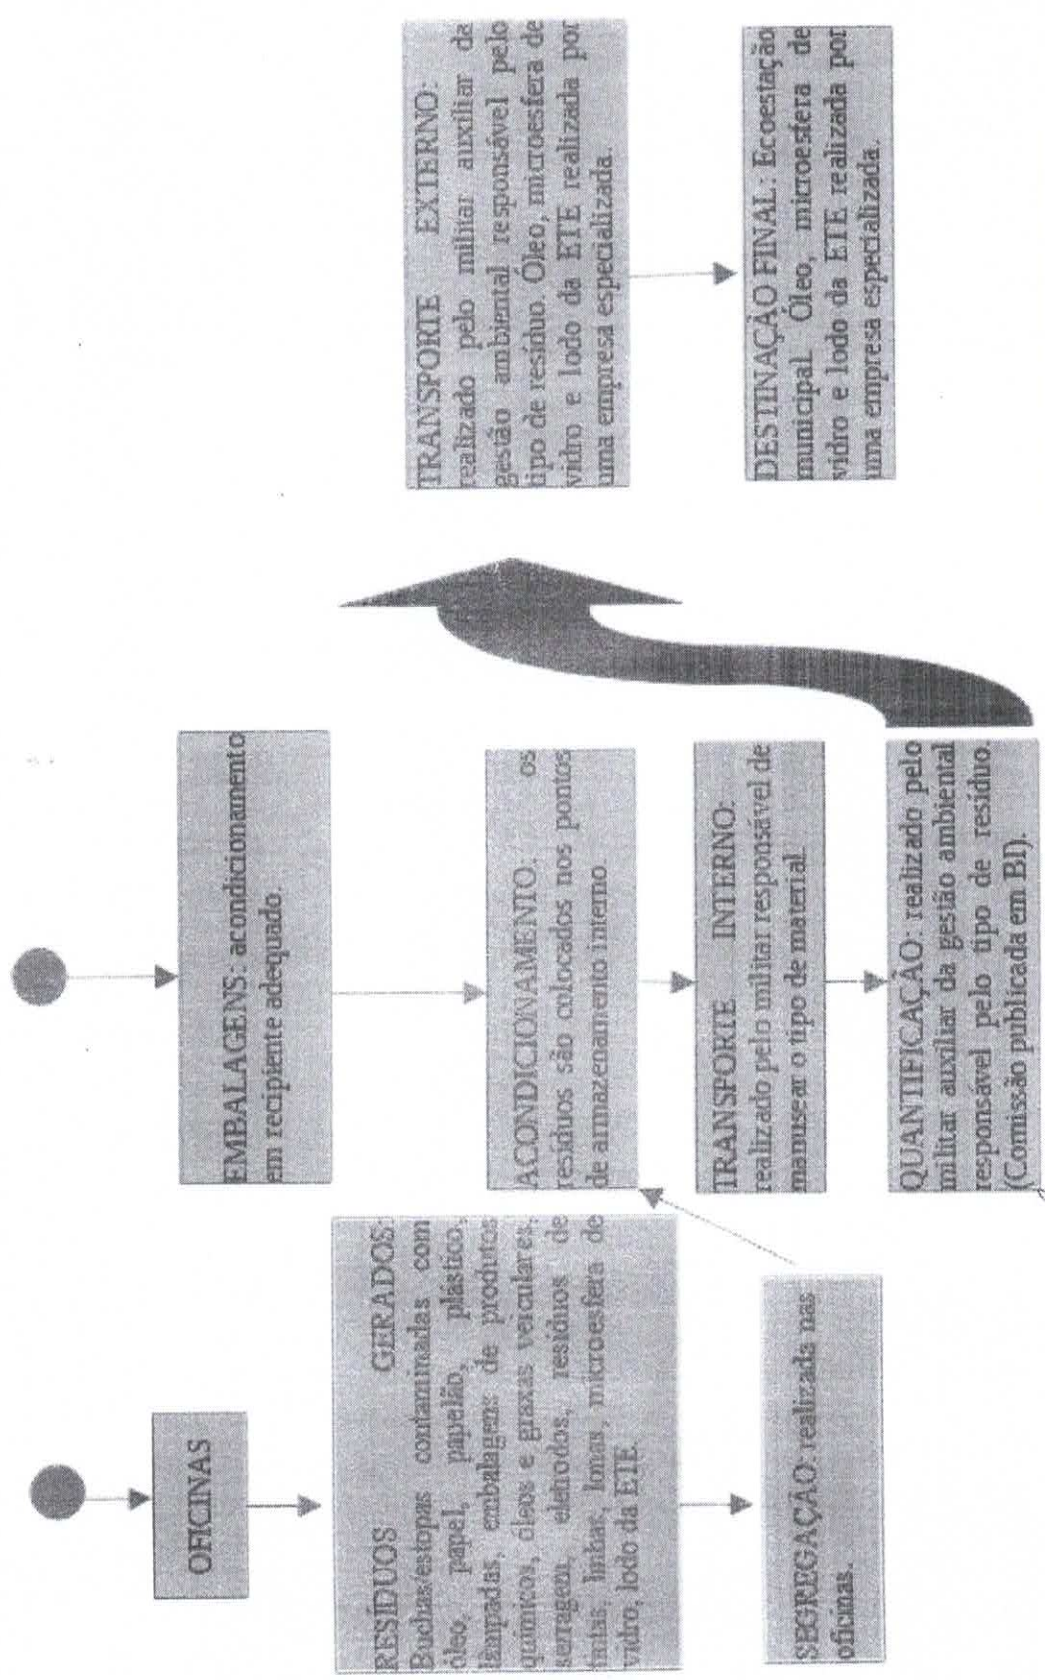 OFICINAS
RESÍDUOS GERADOS:
Buchas/estopas contaminadas com
óleo, papel, papelão, plástico,
lâmpadas, embalagens de produtos
químicos, óleos e graxas veiculares,
serragem, eletrodos, resíduos de
tintas, linhas, lonas, microesfera de
vidro, lodo da ETE.
SEGREGAÇÃO: realizada nas
oficinas.
EMBALAGENS: acondicionamento
em recipiente adequado.
ACONDICIONAMENTO: os
resíduos são colocados nos pontos
de armazenamento interno.
TRANSPORTE INTERNO:
realizado pelo militar responsável de
manusear o tipo de material.
QUANTIFICAÇÃO: realizado pelo
militar auxiliar da gestão ambiental
responsável pelo tipo de resíduo.
(Comissão publicada em BI).
TRANSPORTE EXTERNO:
realizado pelo militar auxiliar da
gestão ambiental responsável pelo
tipo de resíduo. Óleo, microesfera de
vidro e lodo da ETE realizada por
uma empresa especializada.
DESTINAÇÃO FINAL: Ecoestação
municipal. Óleo, microesfera de
vidro e lodo da ETE realizada por
uma empresa especializada.